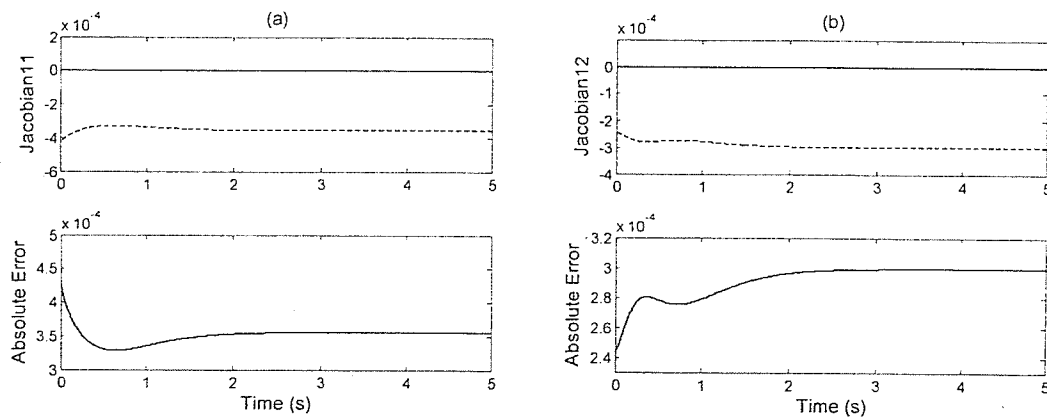 (a)
x 10⁻⁴
Jacobian11
2
0
-2
-4
-6
0 1 2 3 4 5
x 10⁻⁴
Absolute Error
5
4.5
4
3.5
3
0 1 2 3 4 5
Time (s)
(b)
x 10⁻⁴
Jacobian12
0
-1
-2
-3
-4
0 1 2 3 4 5
x 10⁻⁴
Absolute Error
3.2
3
2.8
2.6
2.4
0 1 2 3 4 5
Time (s)